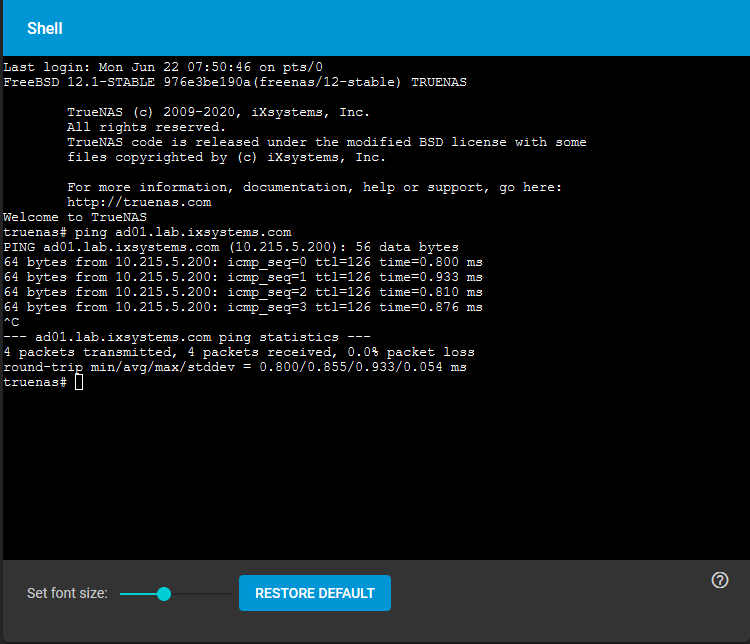 Shell
Last login: Mon Jun 22 07:50:46 on pts/0
FreeBSD 12.1-STABLE 976e3be190a(freenas/12-stable) TRUENAS
TrueNAS (c) 2009-2020, iXsystems, Inc.
All rights reserved.
TrueNAS code is released under the modified BSD license with some
files copyrighted by (c) iXsystems, Inc.
For more information, documentation, help or support, go here:
http://truenas.com
Welcome to TrueNAS
truenas# ping ad01.lab.ixsystems.com
PING ad01.lab.ixsystems.com (10.215.5.200): 56 data bytes
64 bytes from 10.215.5.200: icmp_seq=0 ttl=126 time=0.800 ms
64 bytes from 10.215.5.200: icmp_seq=1 ttl=126 time=0.933 ms
64 bytes from 10.215.5.200: icmp_seq=2 ttl=126 time=0.810 ms
64 bytes from 10.215.5.200: icmp_seq=3 ttl=126 time=0.876 ms
^C
--- ad01.lab.ixsystems.com ping statistics ---
4 packets transmitted, 4 packets received, 0.0% packet loss
round-trip min/avg/max/stddev = 0.800/0.855/0.933/0.054 ms
truenas#
Set font size: RESTORE DEFAULT